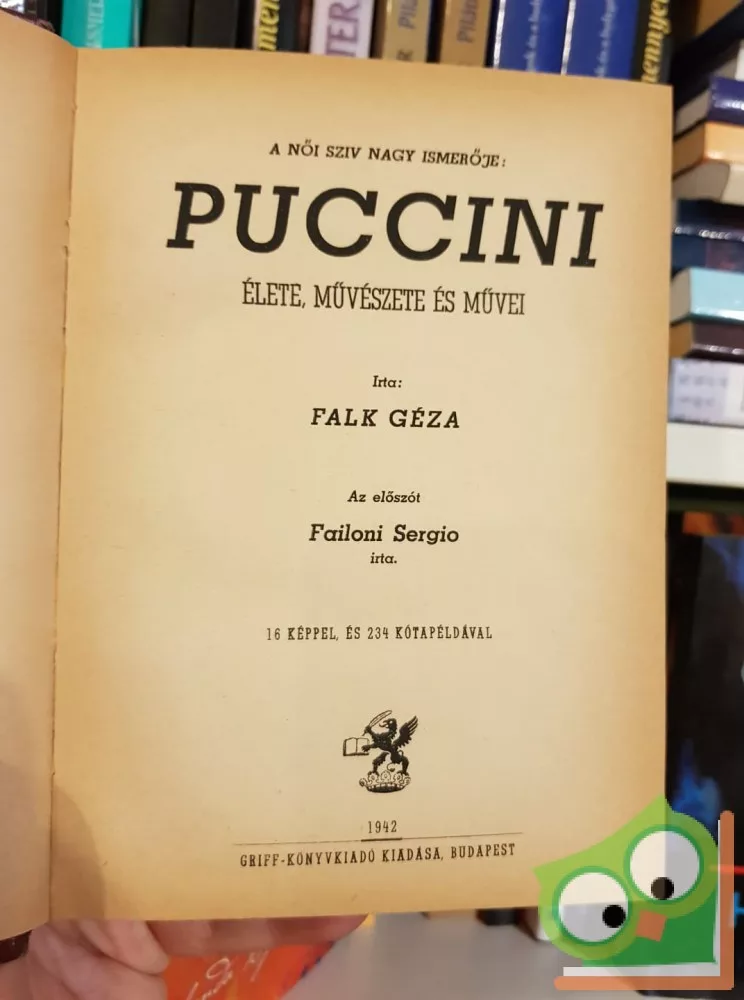 A NŐI SZIV NAGY ISMERŐJE:
PUCCINI
ÉLETE, MŰVÉSZETE ÉS MŰVEI
Irta:
FALK GÉZA
Az előszót
Failoni Sergio
irta.
16 KÉPPEL, ÉS 234 KÓTAPÉLDÁVAL
1942
GRIFF-KÖNYVKIADÓ KIADÁSA, BUDAPEST